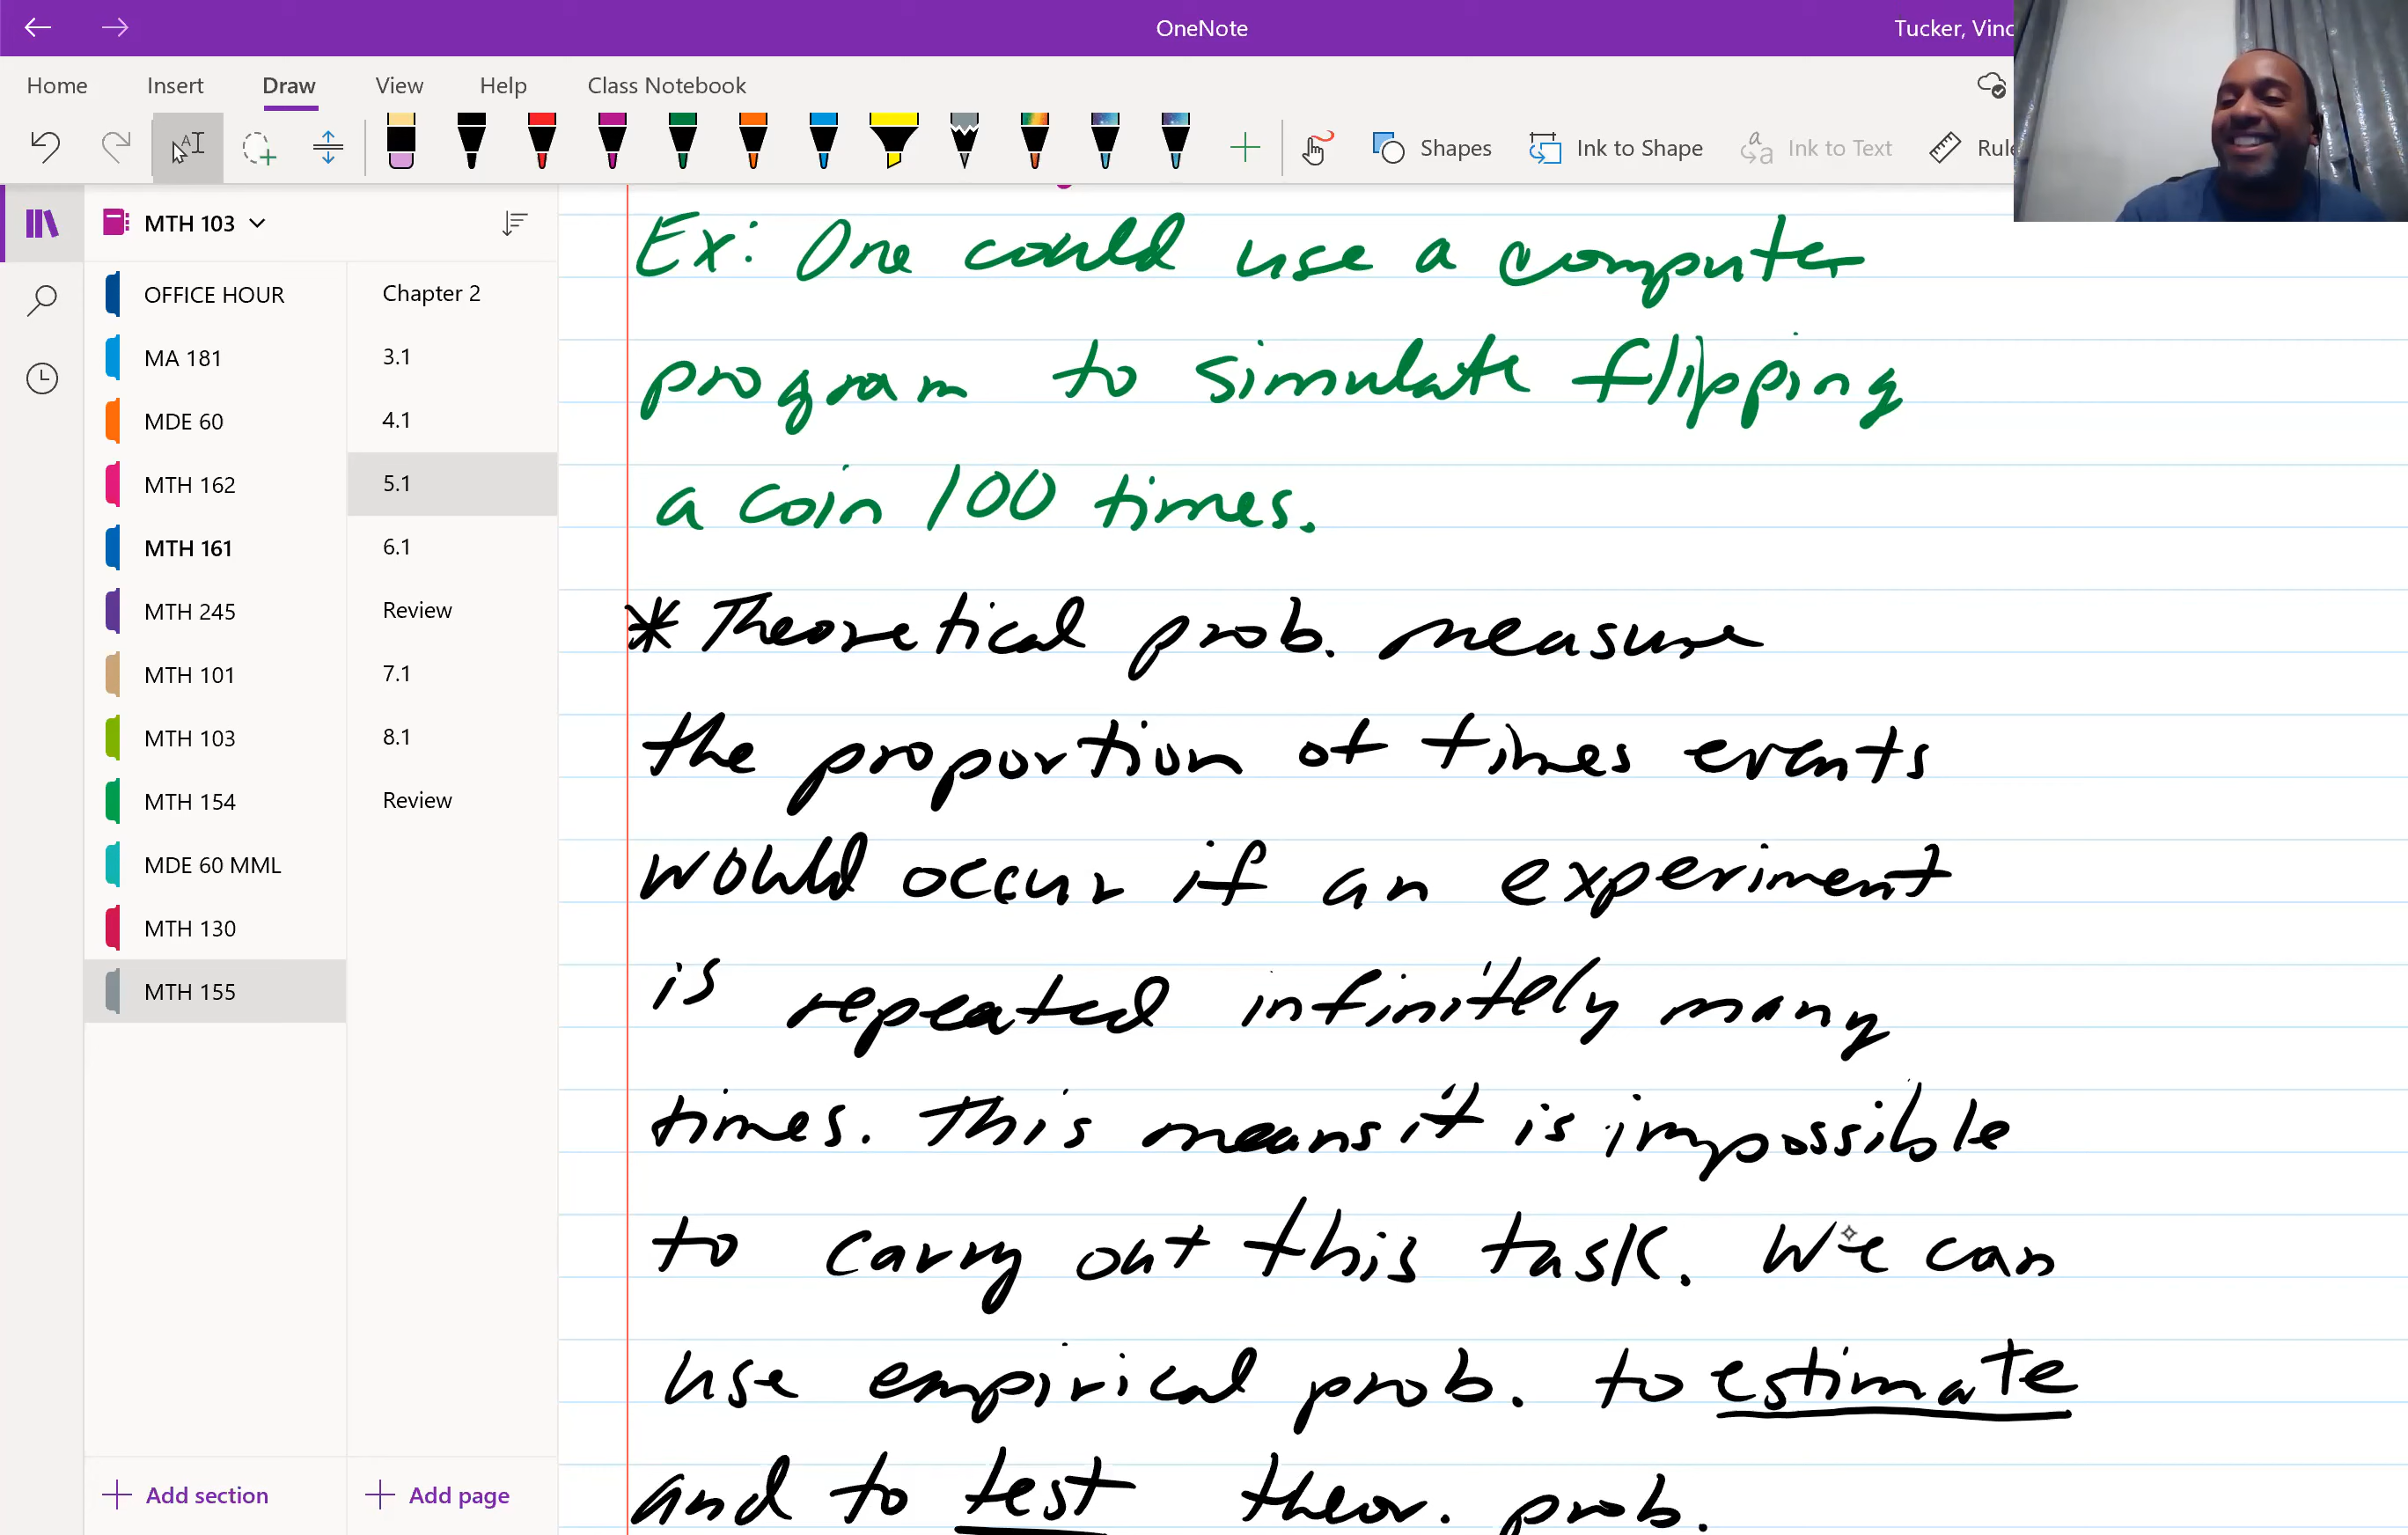 OneNote
Tucker, Vinc
Home Insert Draw View Help Class Notebook
Shapes Ink to Shape Ink to Text Rule
MTH 103
OFFICE HOUR
MA 181
MDE 60
MTH 162
MTH 161
MTH 245
MTH 101
MTH 103
MTH 154
MDE 60 MML
MTH 130
MTH 155
Add section
Chapter 2
3.1
4.1
5.1
6.1
Review
7.1
8.1
Review
Add page
Ex: One could use a computer
program to simulate flipping
a coin 100 times.
* Theoretical prob. measure
the proportion of times events
would occur if an experiment
is repeated infinitely many
times. This means it is impossible
to carry out this task. We can
use empirical prob. to estimate
and to test theor. prob.